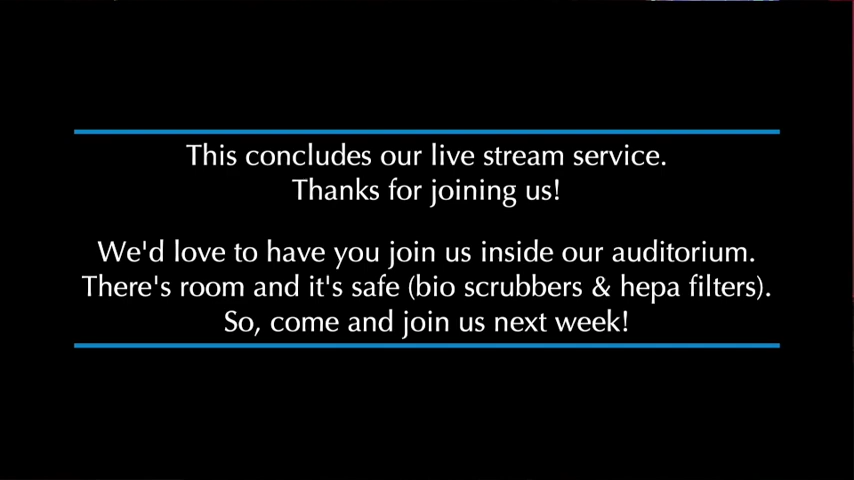 This concludes our live stream service.
Thanks for joining us!
We'd love to have you join us inside our auditorium.
There's room and it's safe (bio scrubbers & hepa filters).
So, come and join us next week!